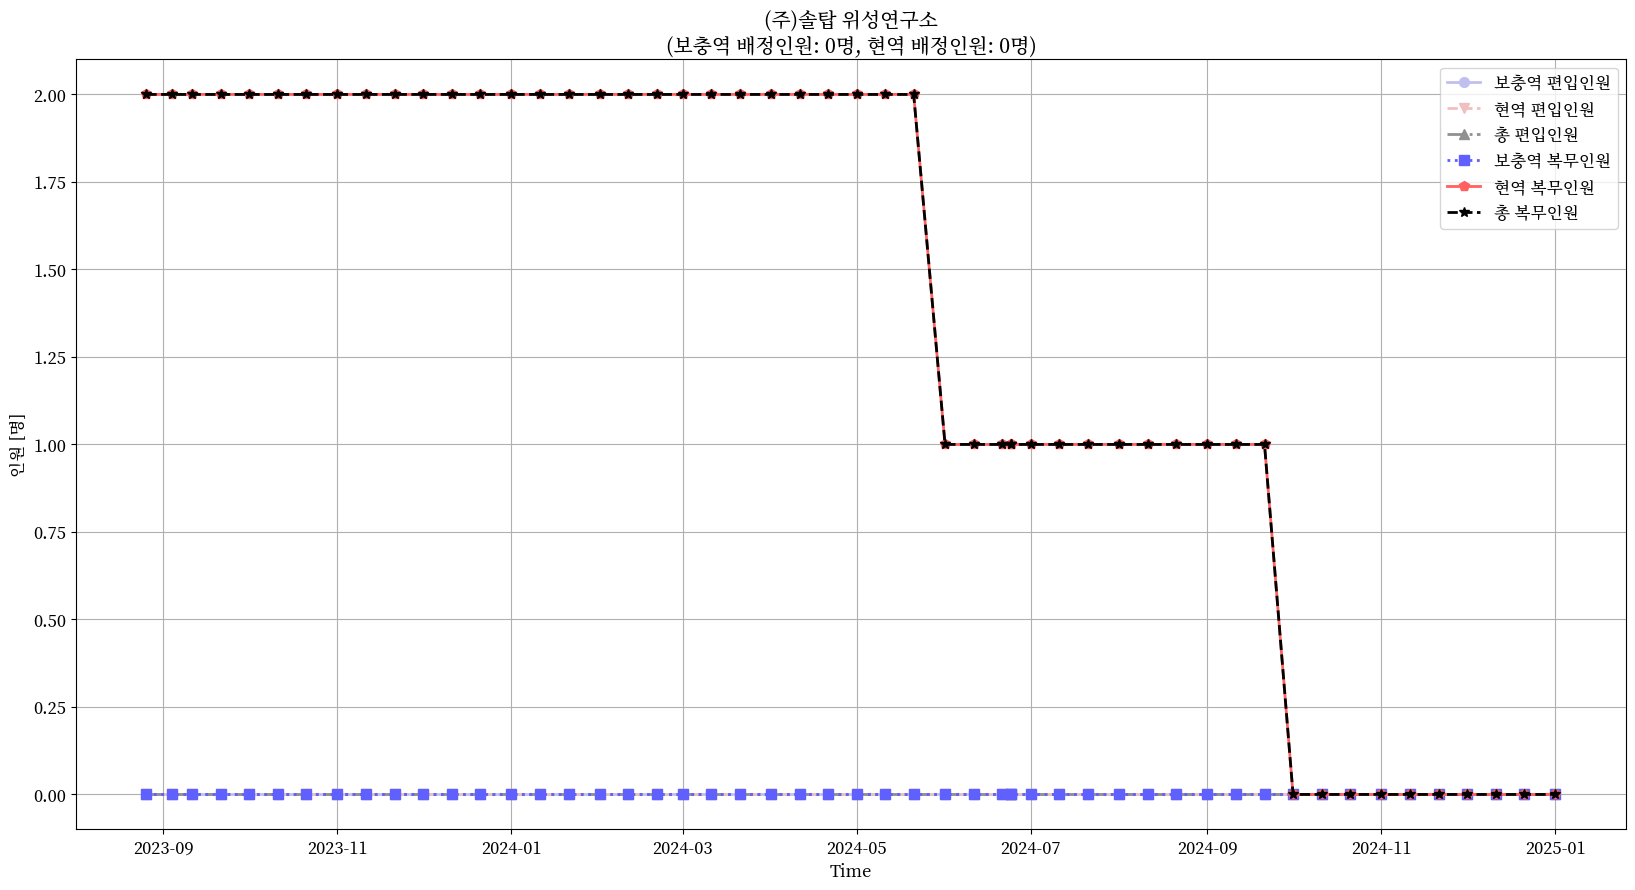 (주)솔탑 위성연구소
(보충역 배정인원: 0명, 현역 배정인원: 0명)
보충역 편입인원
현역 편입인원
총 편입인원
보충역 복무인원
현역 복무인원
총 복무인원
인원 [명]
2.00
1.75
1.50
1.25
1.00
0.75
0.50
0.25
0.00
2023-09 2023-11 2024-01 2024-03 2024-05 2024-07 2024-09 2024-11 2025-01
Time